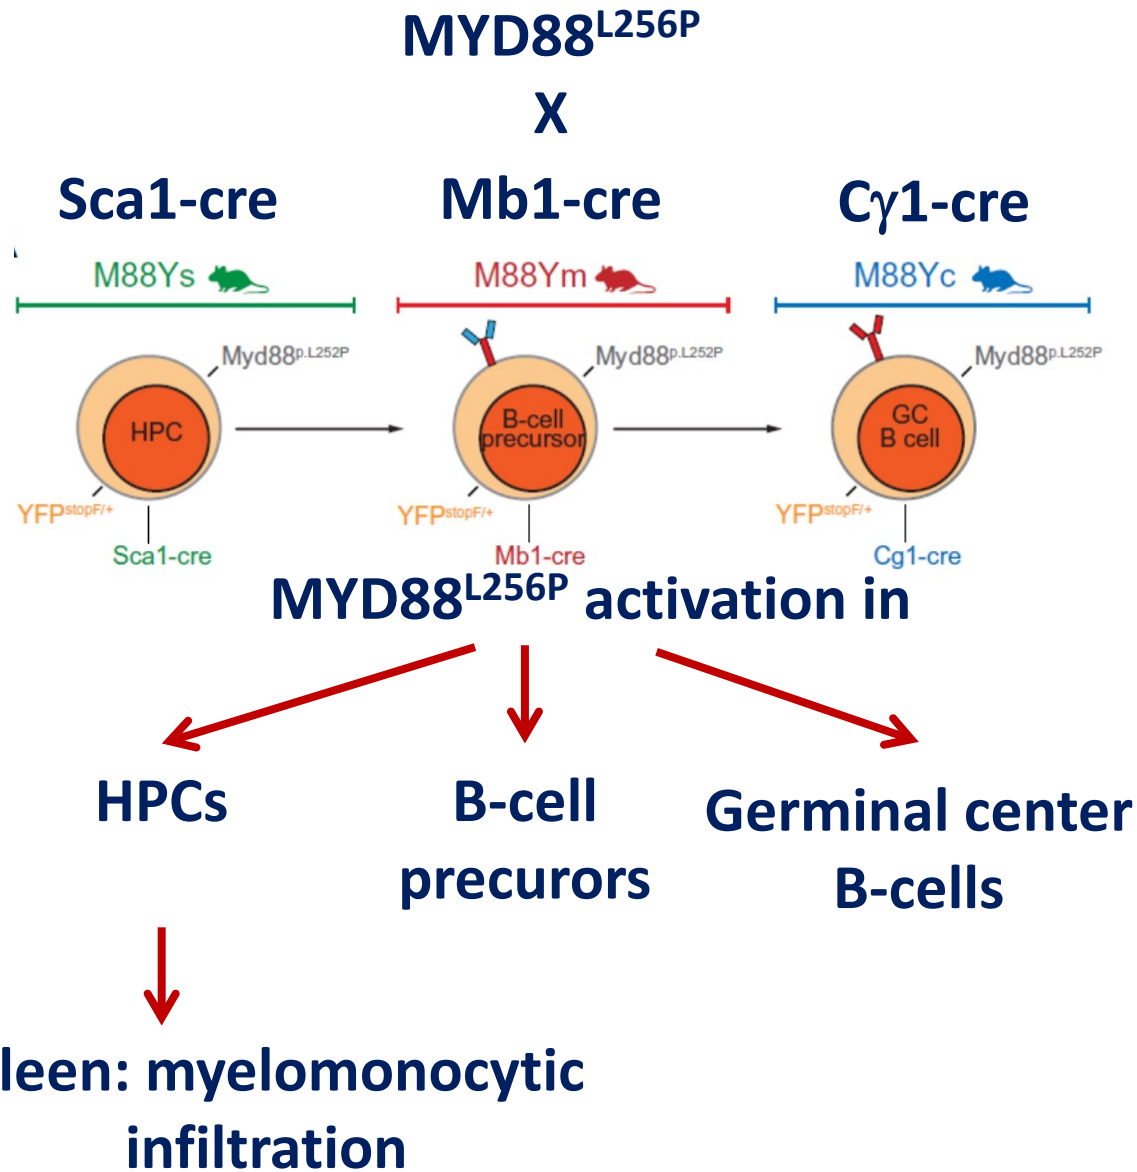 MYD88L256P
X
Sca1-cre Mb1-cre Cγ1-cre
M88Ys M88Ym M88Yc
Myd88p.L252P Myd88p.L252P Myd88p.L252P
HPC B-cell precursor GC B cell
YFPstopF/+ YFPstopF/+ YFPstopF/+
Sca1-cre Mb1-cre Cg1-cre
MYD88L256P activation in
HPCs B-cell Germinal center
precurors B-cells
leen: myelomonocytic
infiltration